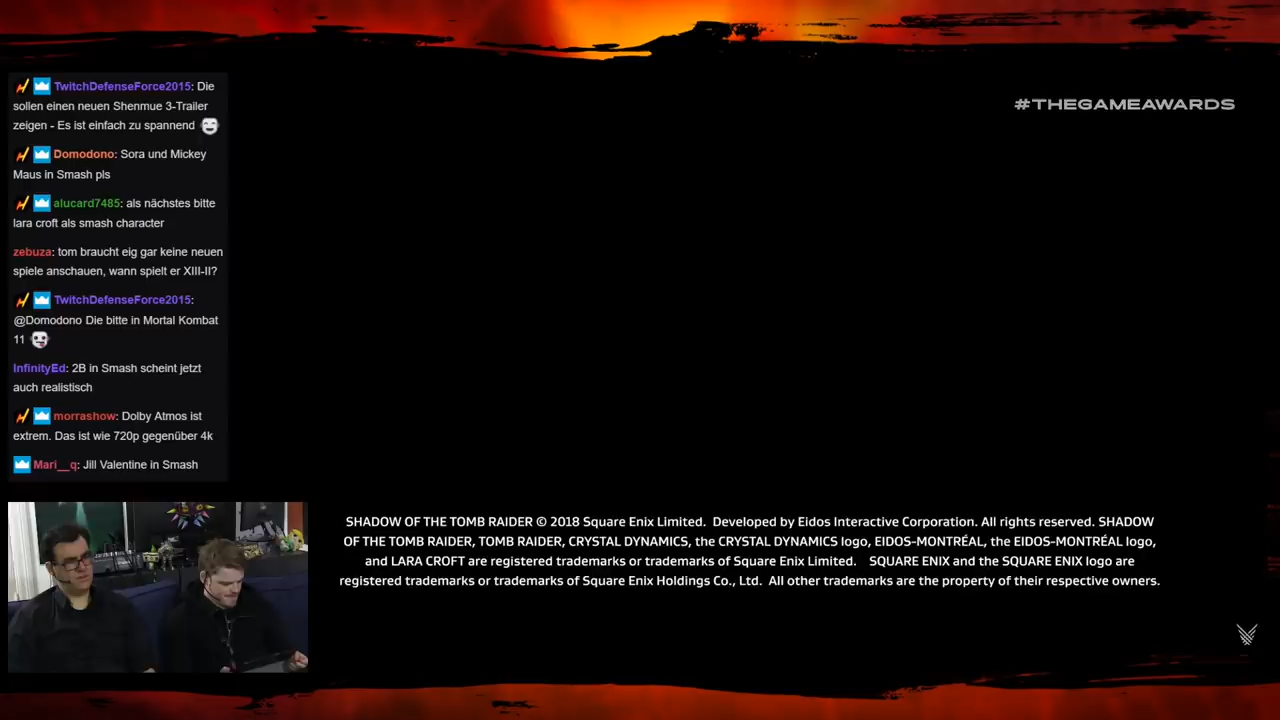 TwitchDefenseForce2015: Die
sollen einen neuen Shenmue 3-Trailer
zeigen - Es ist einfach zu spannend
Domodono: Sora und Mickey
Maus in Smash pls
alucard7485: als nächstes bitte
lara croft als smash character
zebuza: tom braucht eig gar keine neuen
spiele anschauen, wann spielt er XIII-II?
TwitchDefenseForce2015:
@Domodono Die bitte in Mortal Kombat
11
InfinityEd: 2B in Smash scheint jetzt
auch realistisch
morrashow: Dolby Atmos ist
extrem. Das ist wie 720p gegenüber 4k
Mari__q: Jill Valentine in Smash
#THEGAMEAWARDS
SHADOW OF THE TOMB RAIDER © 2018 Square Enix Limited. Developed by Eidos Interactive Corporation. All rights reserved. SHADOW
OF THE TOMB RAIDER, TOMB RAIDER, CRYSTAL DYNAMICS, the CRYSTAL DYNAMICS logo, EIDOS-MONTRÉAL, the EIDOS-MONTRÉAL logo,
and LARA CROFT are registered trademarks or trademarks of Square Enix Limited. SQUARE ENIX and the SQUARE ENIX logo are
registered trademarks or trademarks of Square Enix Holdings Co., Ltd. All other trademarks are the property of their respective owners.